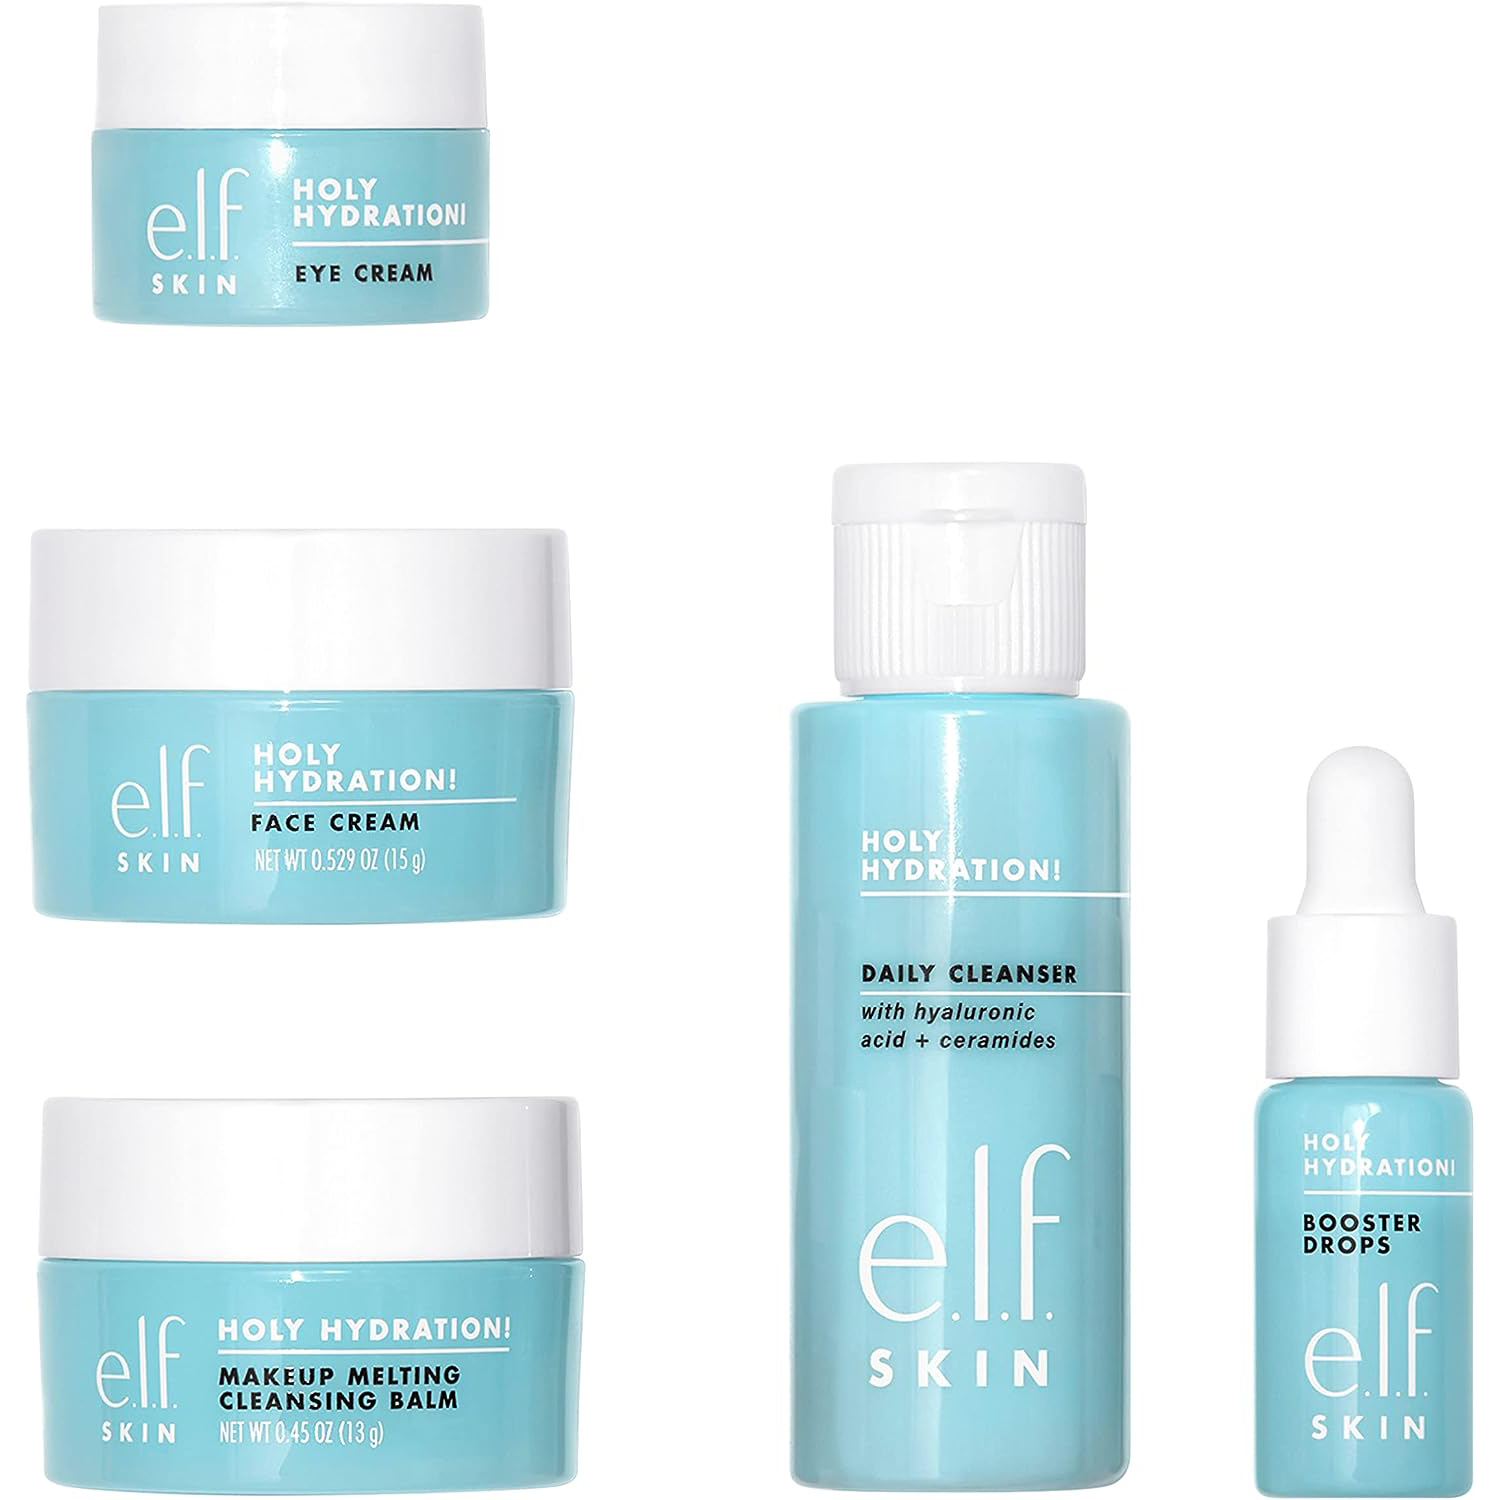 e.l.f.
SKIN
HOLY
HYDRATION!
EYE CREAM
e.l.f.
SKIN
HOLY
HYDRATION!
FACE CREAM
NET WT 0.529 OZ (15 g)
e.l.f.
SKIN
HOLY HYDRATION!
MAKEUP MELTING
CLEANSING BALM
NET WT 0.45 OZ (13 g)
HOLY
HYDRATION!
DAILY CLEANSER
with hyaluronic
acid + ceramides
e.l.f.
SKIN
HOLY
HYDRATION!
BOOSTER
DROPS
e.l.f.
SKIN